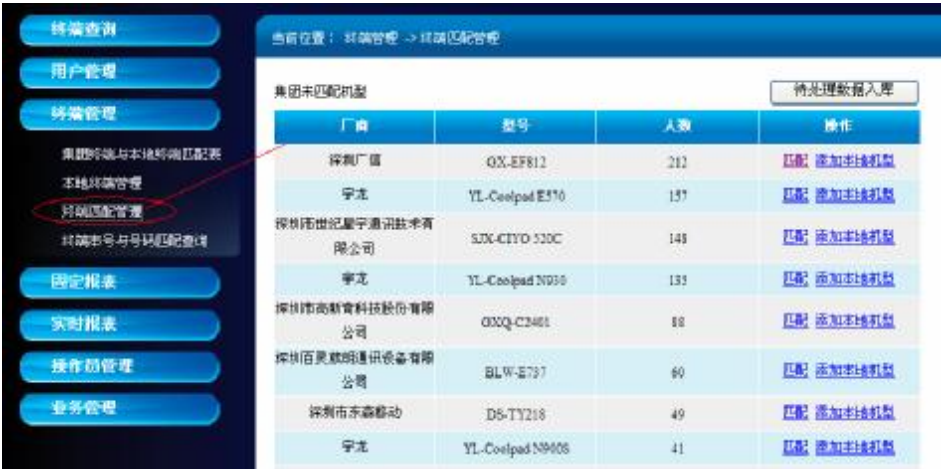 终端查询
用户管理
终端管理
集团终端与本地终端匹配表
本地终端管理
终端匹配管理
终端串号与号码匹配查询
固定报表
实时报表
操作员管理
业务管理
当前位置： 终端管理 -> 终端匹配管理
集团未匹配机型
待处理数据入库
厂商 型号 人数 操作
深圳广信 GX-EF812 212 匹配 添加本地机型
宇龙 YL-Coolpad E570 157 匹配 添加本地机型
深圳市世纪星宇通讯技术有
限公司
SJX-CIYO 520C 148 匹配 添加本地机型
宇龙 YL-Coolpad N930 135 匹配 添加本地机型
深圳市高新奇科技股份有限
公司
GXQ-C2401 88 匹配 添加本地机型
深圳百灵威朗通讯设备有限
公司
BLW-E737 60 匹配 添加本地机型
深圳市东森移动 DS-TY218 49 匹配 添加本地机型
宇龙 YL-Coolpad N900S 41 匹配 添加本地机型